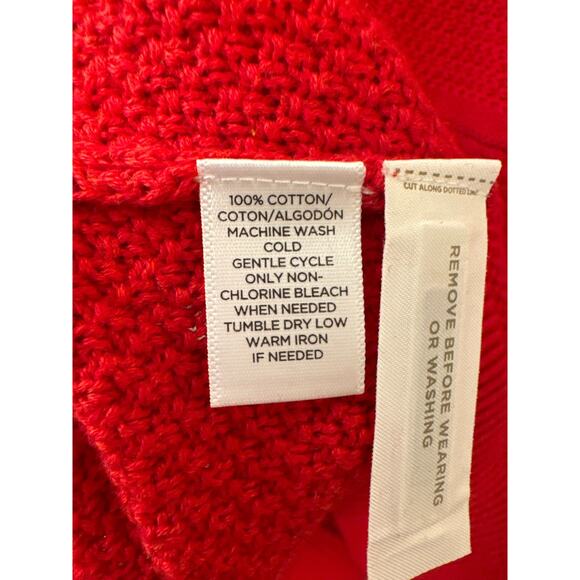 100% COTTON/
COTON/ALGODÓN
MACHINE WASH
COLD
GENTLE CYCLE
ONLY NON-
CHLORINE BLEACH
WHEN NEEDED
TUMBLE DRY LOW
WARM IRON
IF NEEDED
CUT ALONG DOTTED LINE
REMOVE BEFORE WEARING
OR WASHING